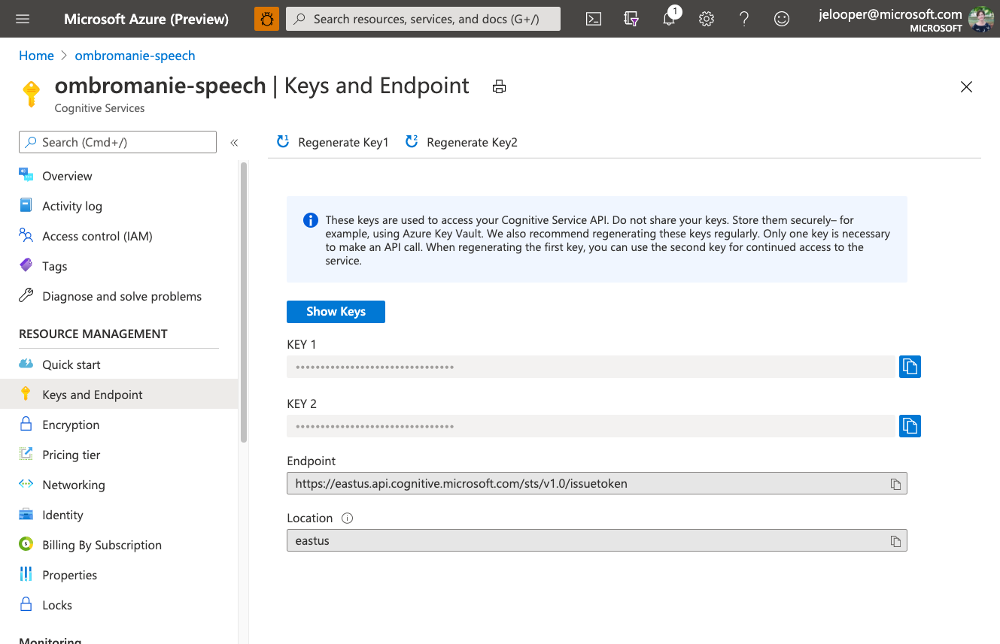 Microsoft Azure (Preview)
Search resources, services, and docs (G+/)
1
jelooper@microsoft.com
MICROSOFT
Home > ombromanie-speech
ombromanie-speech | Keys and Endpoint
Cognitive Services
Search (Cmd+/)
«
Overview
Activity log
Access control (IAM)
Tags
Diagnose and solve problems
RESOURCE MANAGEMENT
Quick start
Keys and Endpoint
Encryption
Pricing tier
Networking
Identity
Billing By Subscription
Properties
Locks
Monitoring
Regenerate Key1
Regenerate Key2
These keys are used to access your Cognitive Service API. Do not share your keys. Store them securely– for
example, using Azure Key Vault. We also recommend regenerating these keys regularly. Only one key is necessary
to make an API call. When regenerating the first key, you can use the second key for continued access to the
service.
Show Keys
KEY 1
••••••••••••••••••••••••••••••••
KEY 2
••••••••••••••••••••••••••••••••
Endpoint
https://eastus.api.cognitive.microsoft.com/sts/v1.0/issuetoken
Location
eastus